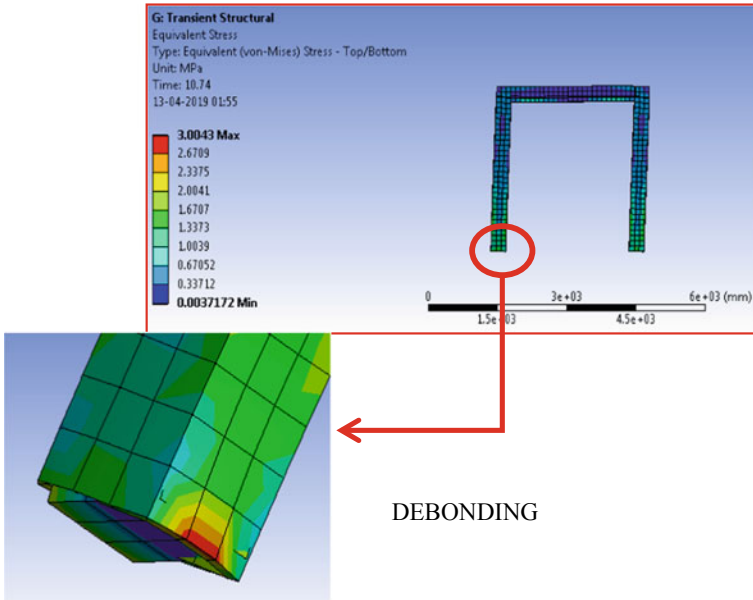 G: Transient Structural
Equivalent Stress
Type: Equivalent (von-Mises) Stress - Top/Bottom
Unit: MPa
Time: 10.74
13-04-2019 01:55
3.0043 Max
2.6709
2.3375
2.0041
1.6707
1.3373
1.0039
0.67052
0.33712
0.0037172 Min
0 3e+03 6e+03 (mm)
1.5e+03 4.5e+03
DEBONDING